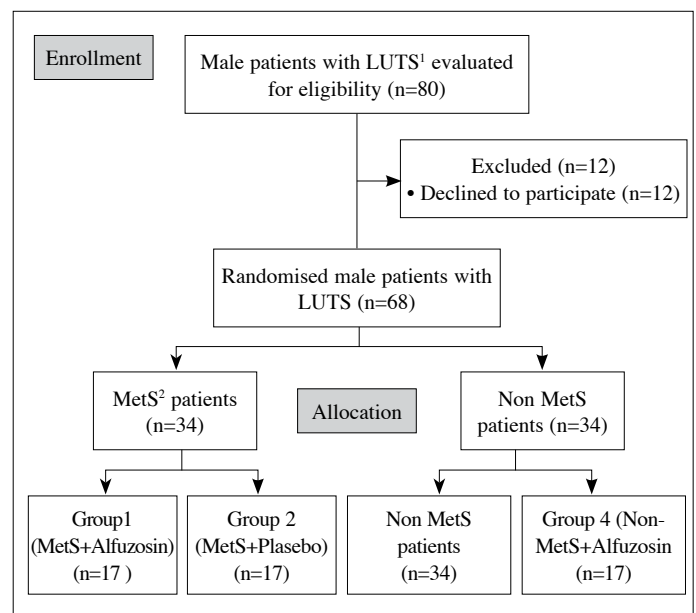 Enrollment
Male patients with LUTS¹ evaluated
for eligibility (n=80)
Excluded (n=12)
• Declined to participate (n=12)
Randomised male patients with
LUTS (n=68)
MetS² patients
(n=34)
Allocation
Non MetS
patients (n=34)
Group1
(MetS+Alfuzosin)
(n=17 )
Group 2
(MetS+Plasebo)
(n=17)
Non MetS
patients
(n=34)
Group 4 (Non-
MetS+Alfuzosin
(n=17)